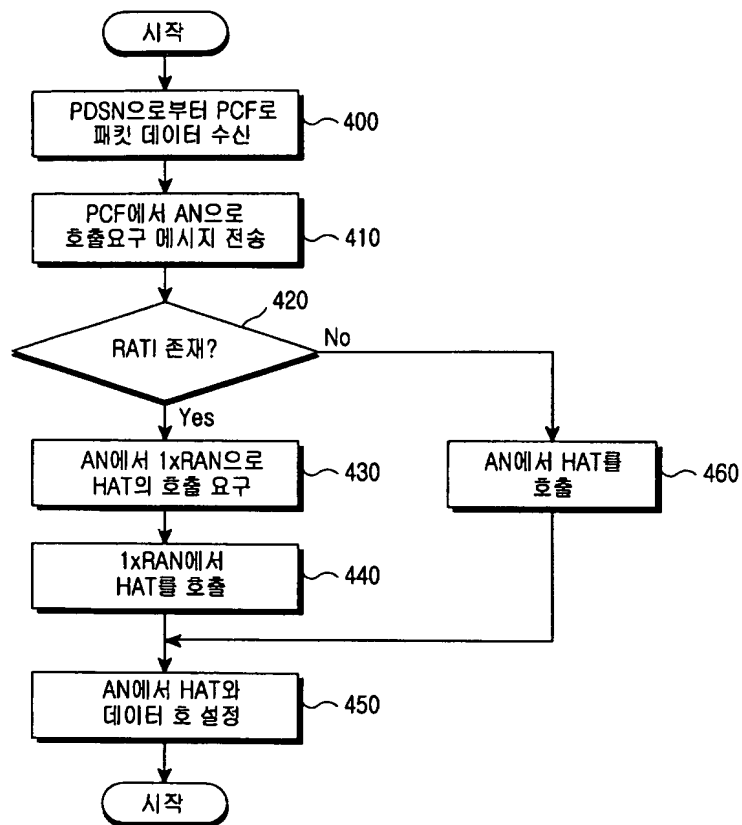 시작
PDSN으로부터 PCF로
패킷 데이터 수신
400
PCF에서 AN으로
호출요구 메시지 전송
410
420
RATI 존재?
No
Yes
AN에서 1xRAN으로
HAT의 호출 요구
430
AN에서 HAT를
호출
460
1xRAN에서
HAT를 호출
440
AN에서 HAT와
데이터 호 설정
450
시작